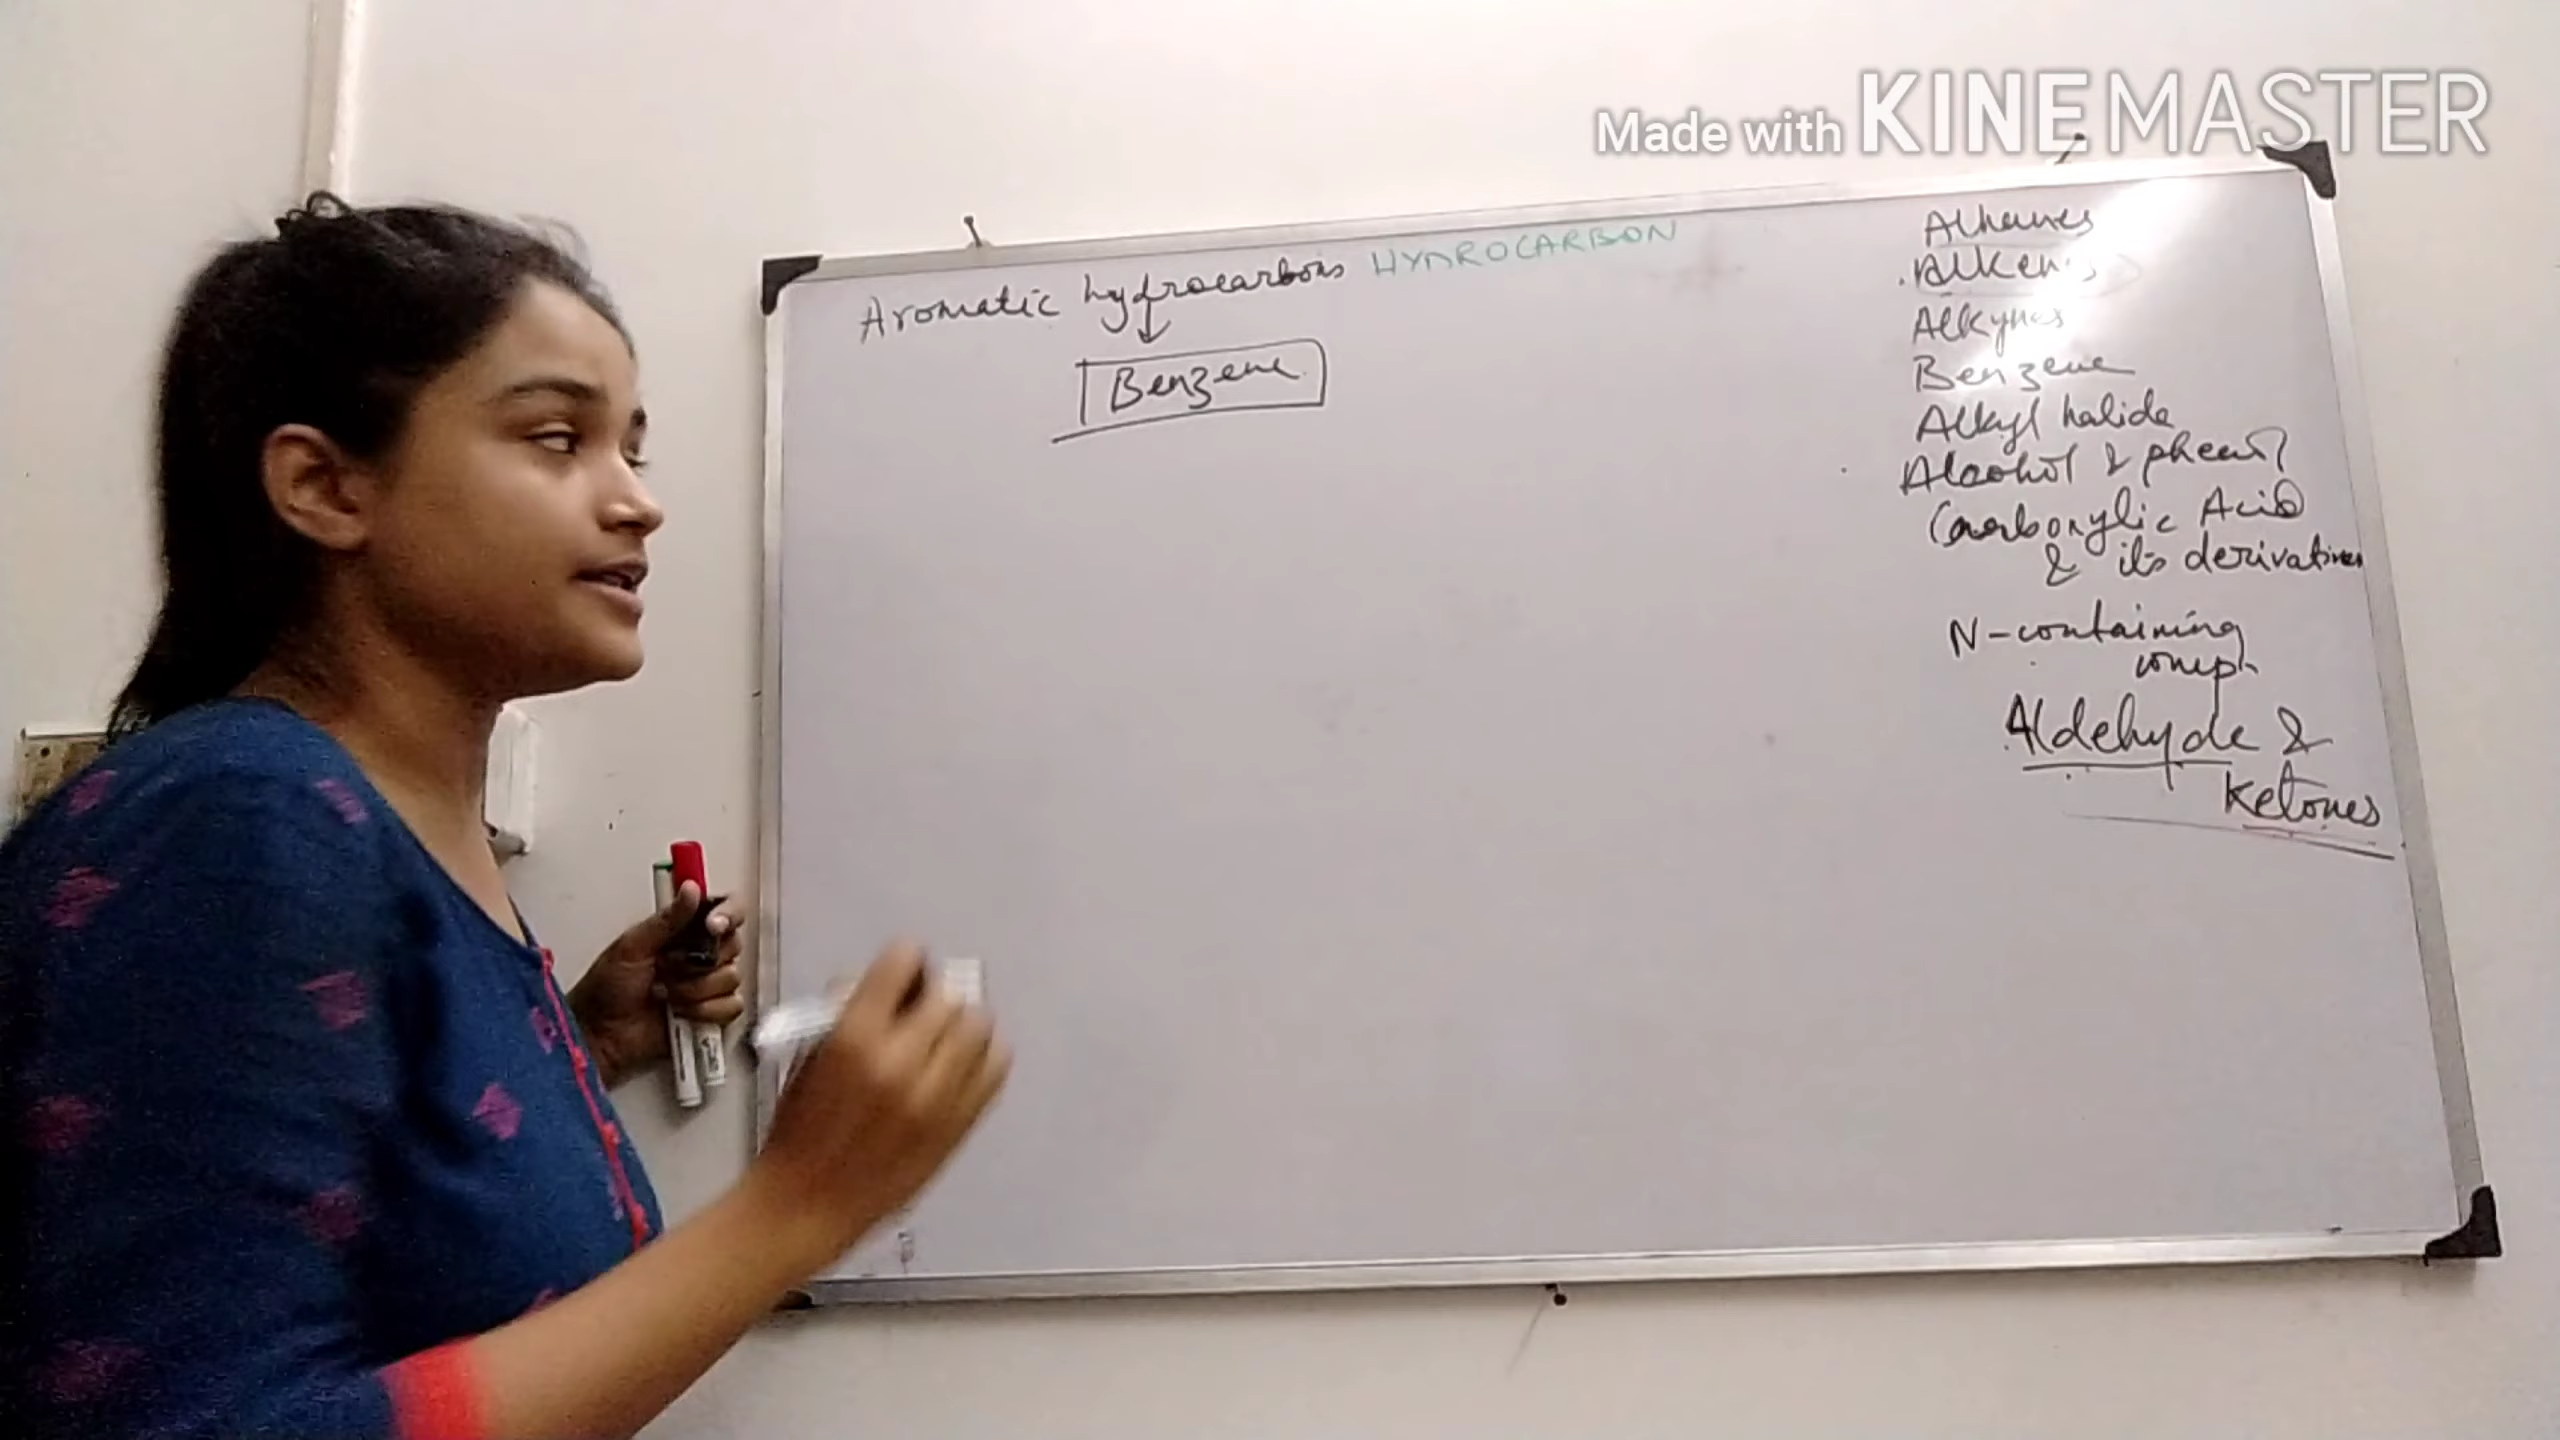 Made with KINEMASTER
Aromatic hydrocarbons HYDROCARBON
Benzene
Alkanes
Alkenes
Alkynes
Benzene
Alkyl halide
Alcohol & phenol
Carboxylic Acid
& its derivatives
N-containing
comp.
Aldehyde &
Ketones